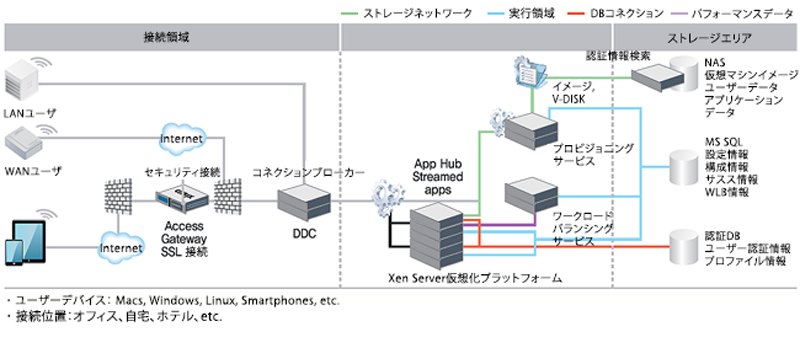 ストレージネットワーク
実行領域
DBコネクション
パフォーマンスデータ
接続領域
ストレージエリア
LANユーザ
WANユーザ
Internet
Internet
セキュリティ接続
Access
Gateway
SSL 接続
コネクションブローカー
DDC
App Hub
Streamed
apps
Xen Server仮想化プラットフォーム
認証情報検索
イメージ,
V-DISK
プロビジョニング
サービス
ワークロード
バランシング
サービス
NAS
仮想マシンイメージ
ユーザーデータ
アプリケーション
データ
MS SQL
設定情報
構成情報
サスス情報
WLB情報
認証DB
ユーザー認証情報
プロファイル情報
・ユーザーデバイス： Macs, Windows, Linux, Smartphones, etc.
・接続位置：オフィス、自宅、ホテル、etc.